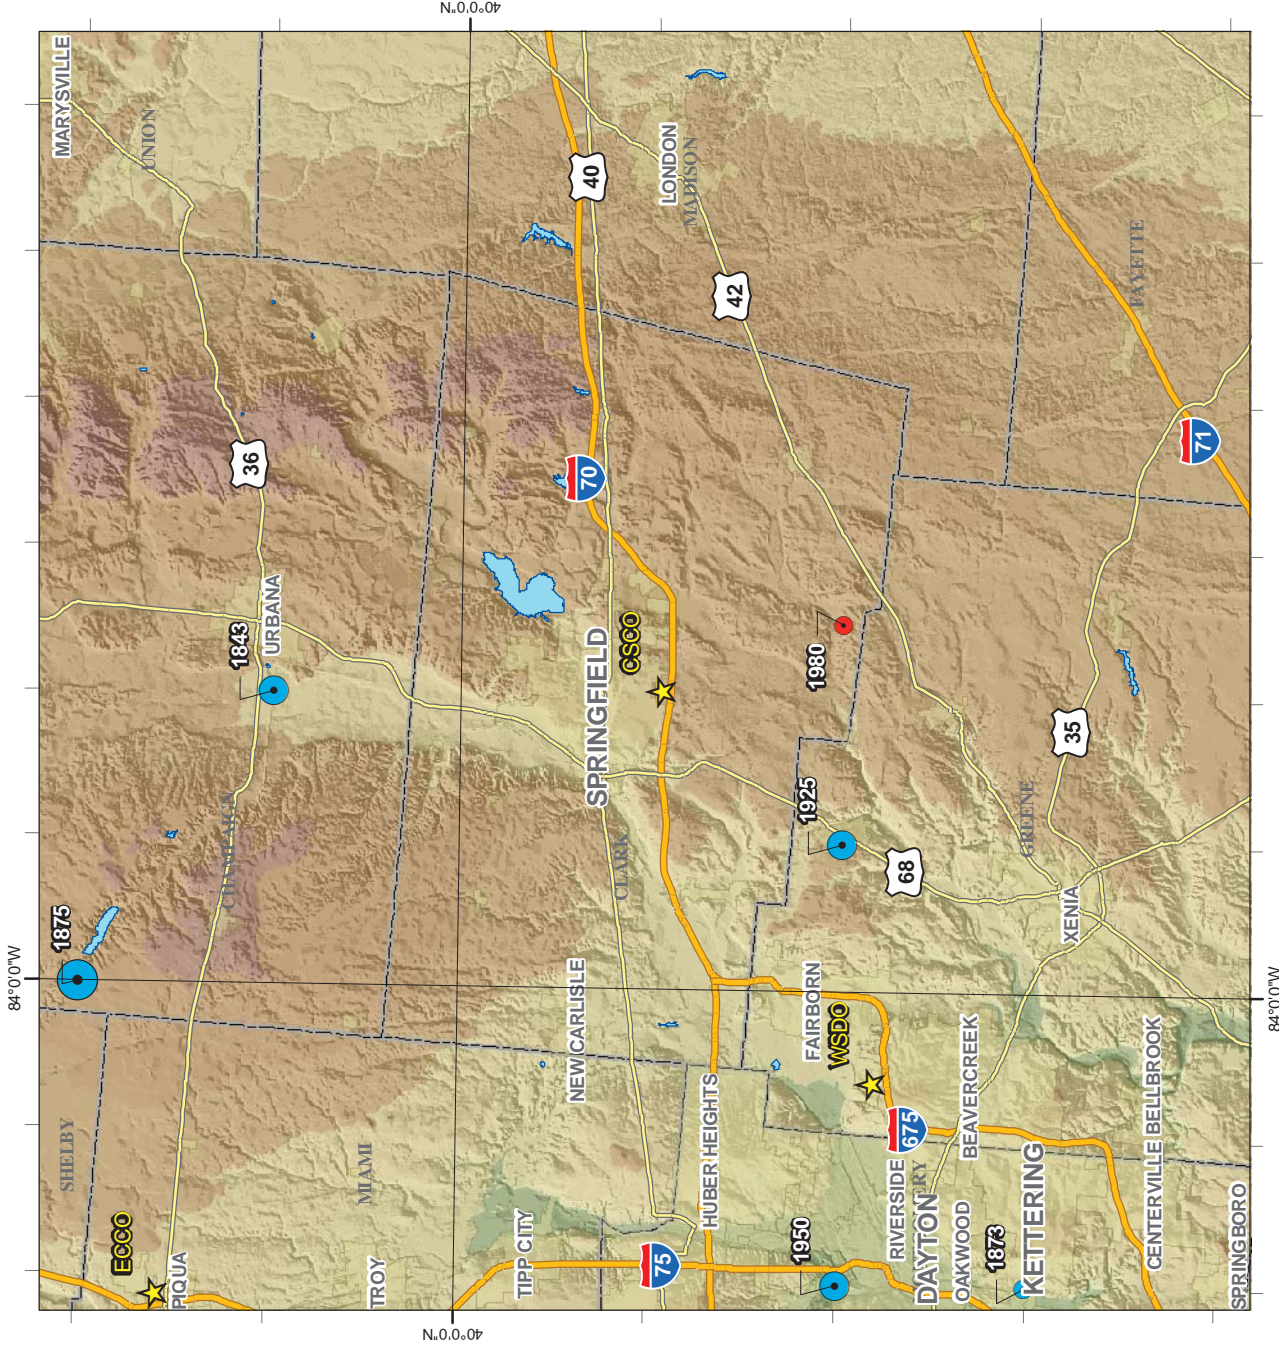 40°0'0"N
MARYSVILLE
UNION
40
LONDON
MADISON
42
FAYETTE
36
70
71
URBANA
1843
CSCO
SPRINGFIELD
1980
35
CHAMPAIGN
1925
CLARK
GREENE
68
XENIA
1875
84°0'0"W
84°0'0"W
NEW CARLISLE
FAIRBORN
WSDO
HUBER HEIGHTS
BEAVERCREEK
CENTERVILLE
BELLBROOK
SHELBY
MIAMI
675
RIVERSIDE
ERY
DAYTON
OAKWOOD
KETTERING
1873
1950
75
TIPP CITY
TROY
ECCO
PIQUA
SPRINGBORO
40°0'0"N